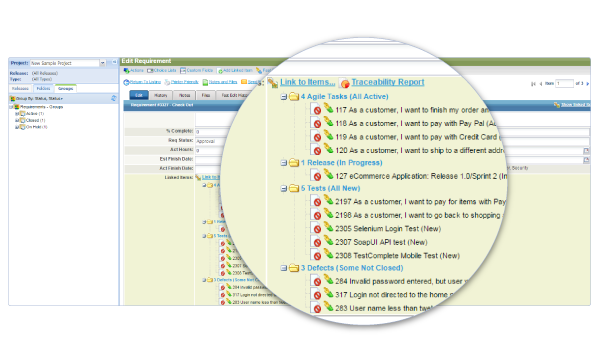 Project: New Sample Project
Edit Requirement
Release: (All Releases)
Type: (All Types)
Releases Folders Groups
Group By: Status, Status+
Requirements - Groups
Active (1)
Closed (1)
On Hold (1)
Actions
Custom Fields
Add Linked Item
Return To Listing
Notes and Files
Item 1 of 3
Edit History Notes Files
Requirement #1037 - Check Out
% Complete: 0
Req Status: Approval
Act Hours: 0
Est Finish Date:
Act Finish Date:
Linked Items:
Link to Items... Traceability Report
4 Agile Tasks (All Active)
117 As a customer, I want to finish my order an
118 As a customer, I want to pay with Pay Pal (A
119 As a customer, I want to pay with Credit Card
120 As a customer, I want to ship to a different addr
1 Release (In Progress)
127 eCommerce Application: Release 1.0/Sprint 2 (In
5 Tests (All New)
2197 As a customer, I want to pay for items with Pay
2198 As a customer, I want to go back to shopping
2305 Selenium Login Test (New)
2307 SoapUI API test (New)
2308 TestComplete Mobile Test (New)
3 Defects (Some Not Closed)
284 Invalid password entered, but user
317 Login not directed to the home
283 User name less than twel